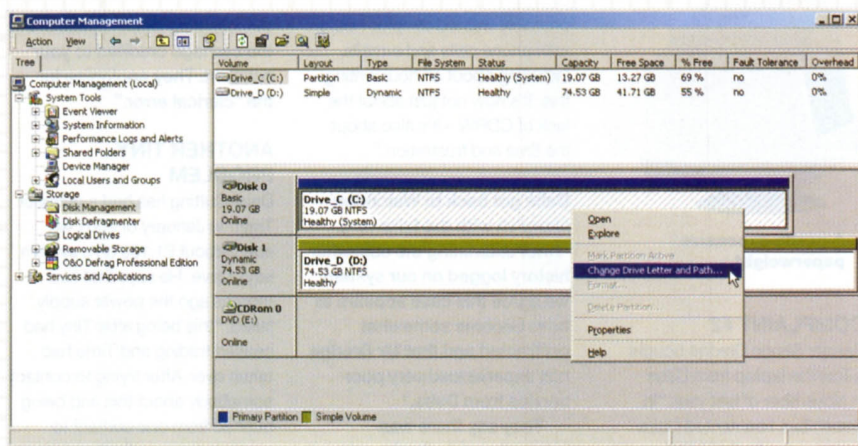 Computer Management
Action View
Tree
Computer Management (Local)
System Tools
Event Viewer
System Information
Performance Logs and Alerts
Shared Folders
Device Manager
Local Users and Groups
Storage
Disk Management
Disk Defragmenter
Logical Drives
Removable Storage
O&O Defrag Professional Edition
Services and Applications
Volume Layout Type File System Status Capacity Free Space % Free Fault Tolerance Overhead
Drive_C (C:) Partition Basic NTFS Healthy (System) 19.07 GB 13.27 GB 69 % no 0%
Drive_D (D:) Simple Dynamic NTFS Healthy 74.53 GB 41.71 GB 55 % no 0%
Disk 0
Basic
19.07 GB
Online
Drive_C (C:)
19.07 GB NTFS
Healthy (System)
Disk 1
Dynamic
74.53 GB
Online
Drive_D (D:)
74.53 GB NTFS
Healthy
CDRom 0
DVD (E:)
Online
Open
Explore
Mark Partition Active
Change Drive Letter and Path...
Format...
Delete Partition...
Properties
Help
Primary Partition Simple Volume